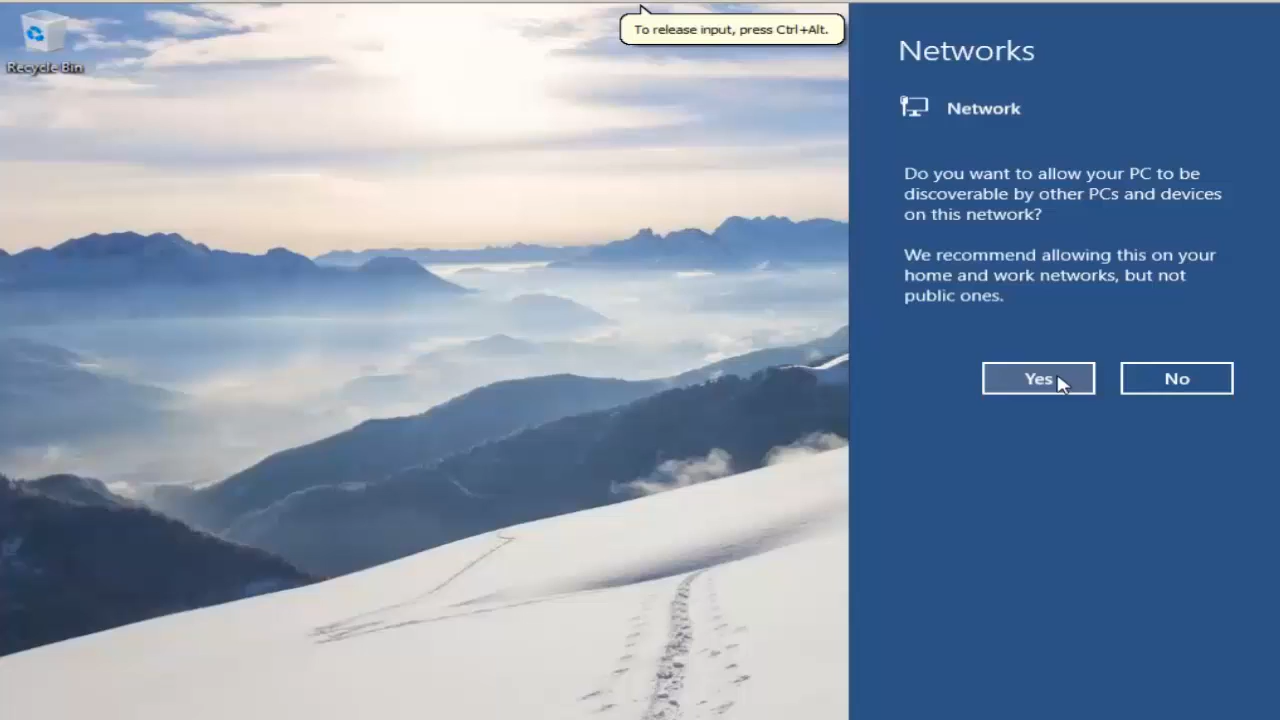 To release input, press Ctrl+Alt.
Recycle Bin
Networks
Network
Do you want to allow your PC to be
discoverable by other PCs and devices
on this network?
We recommend allowing this on your
home and work networks, but not
public ones.
Yes
No